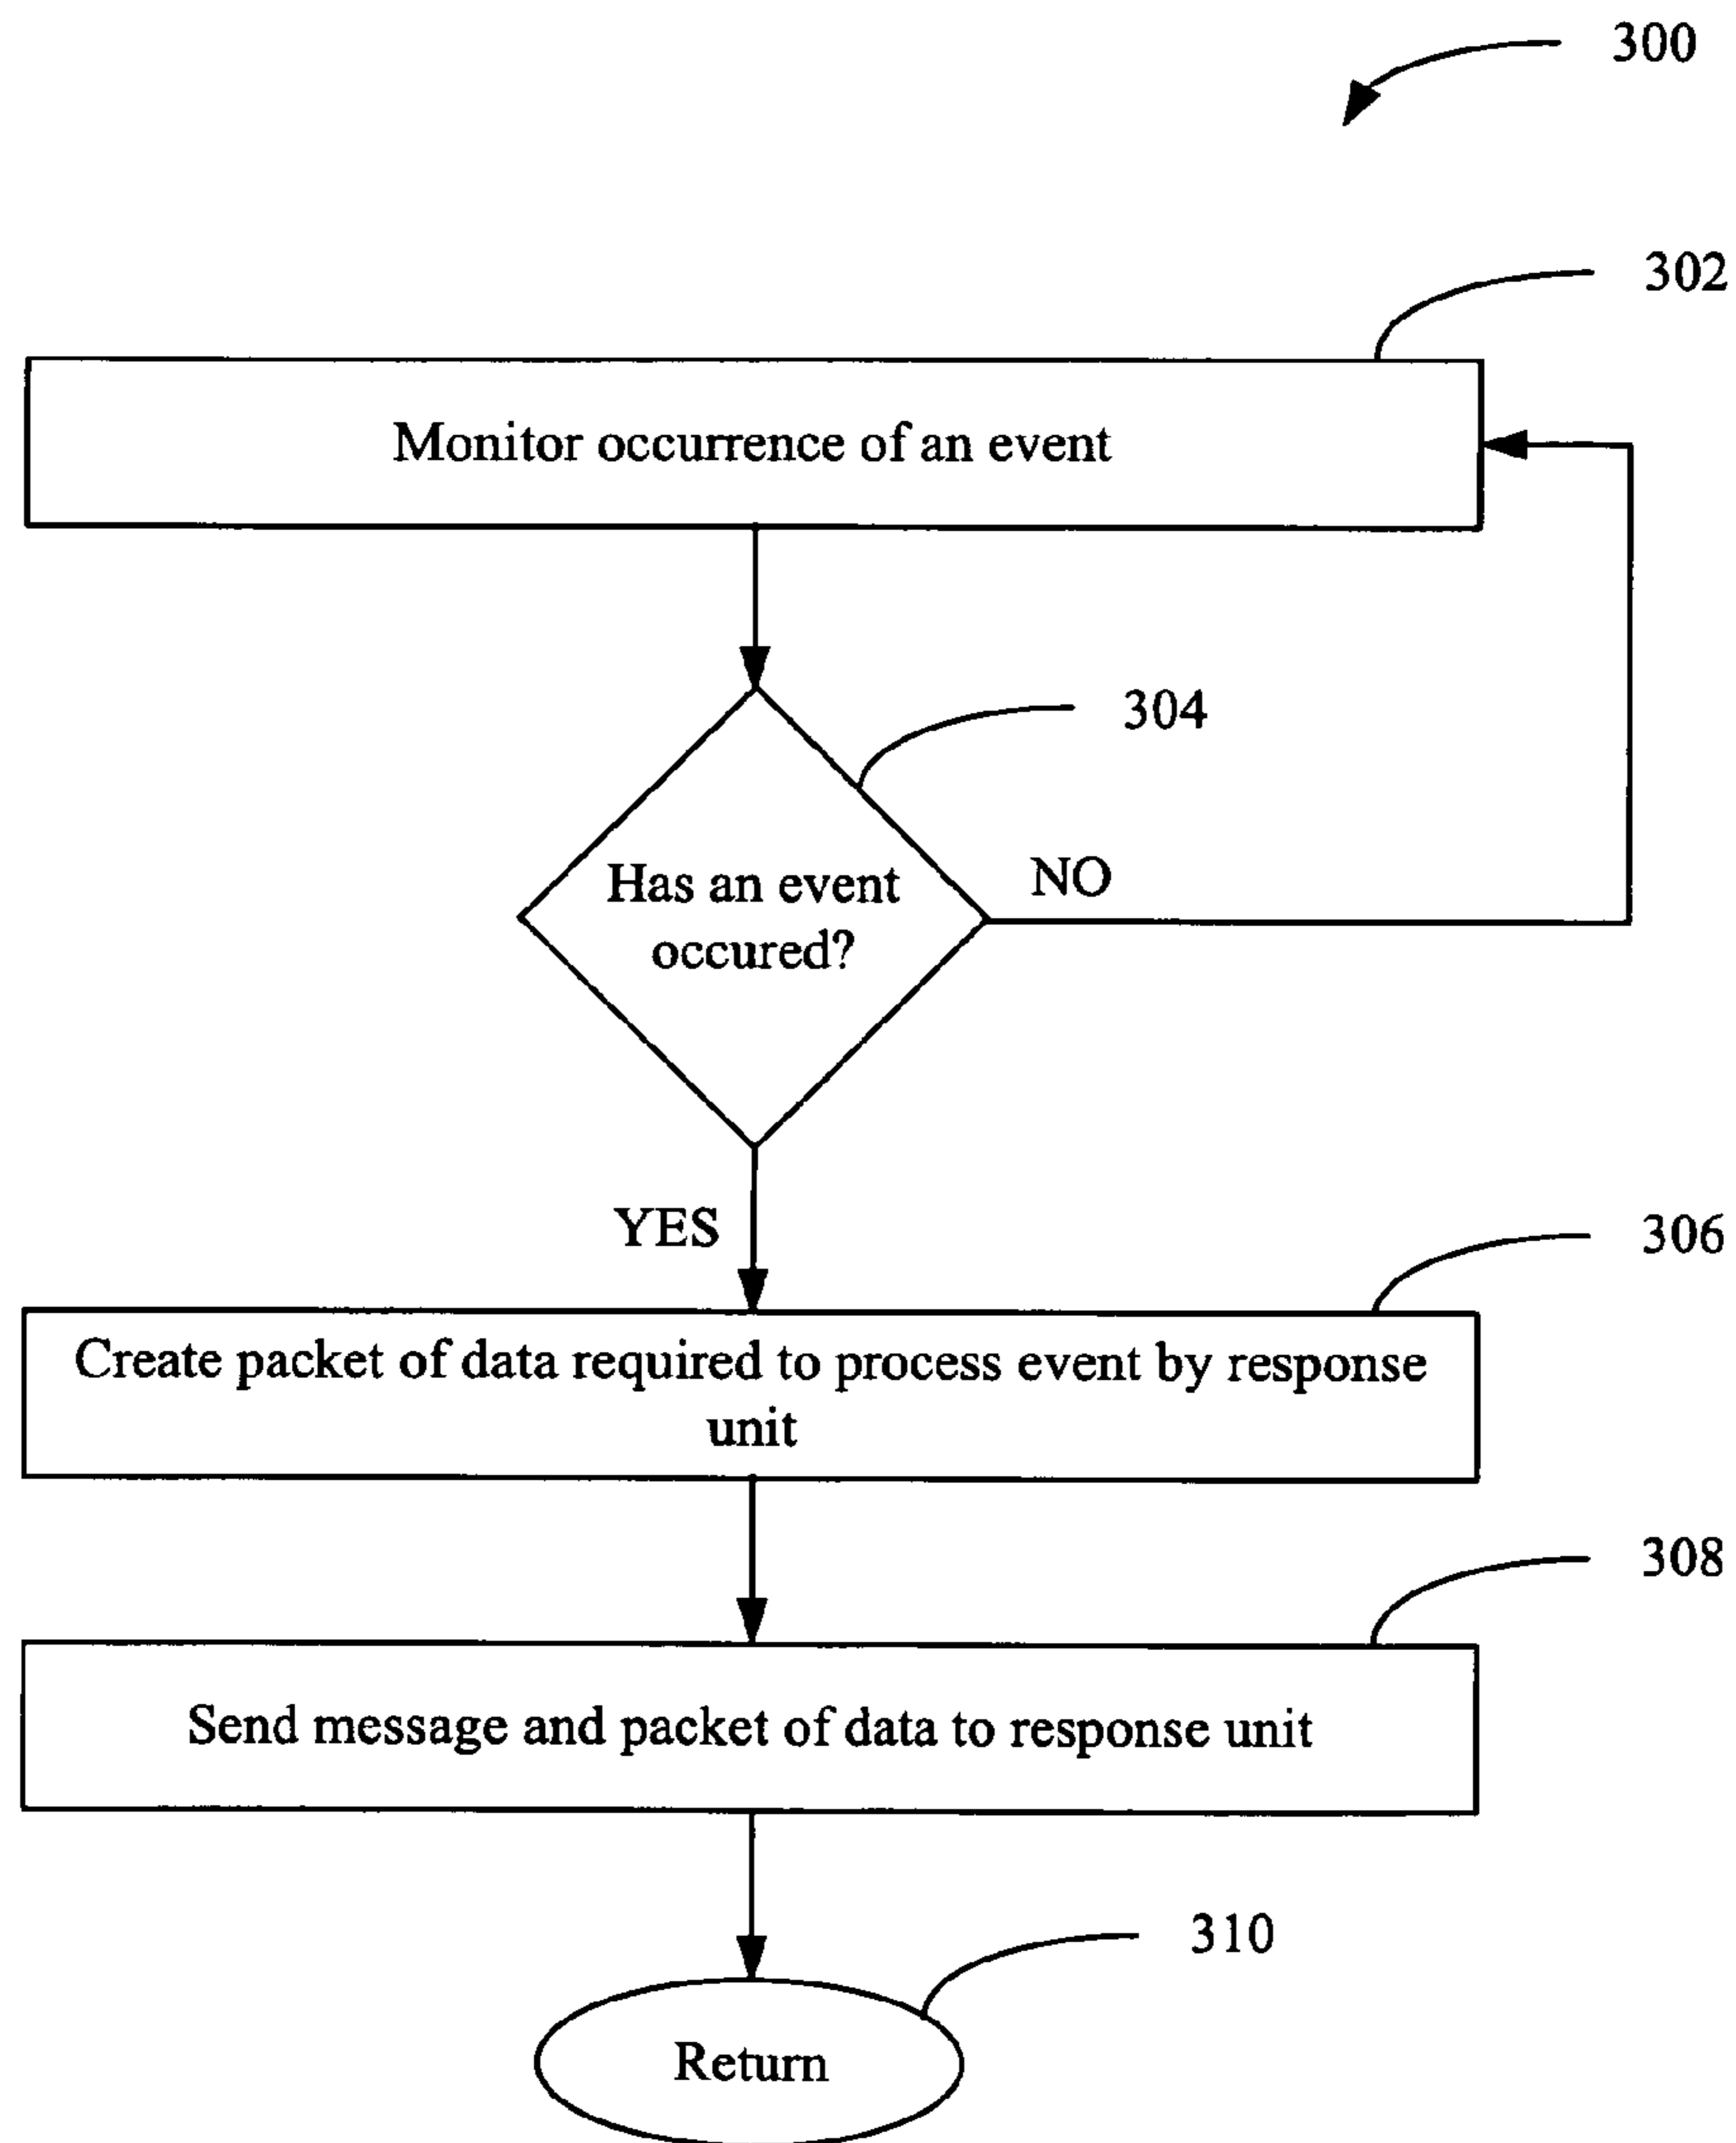 300
302
Monitor occurrence of an event
304
Has an event
occured?
NO
YES
306
Create packet of data required to process event by response
unit
308
Send message and packet of data to response unit
310
Return